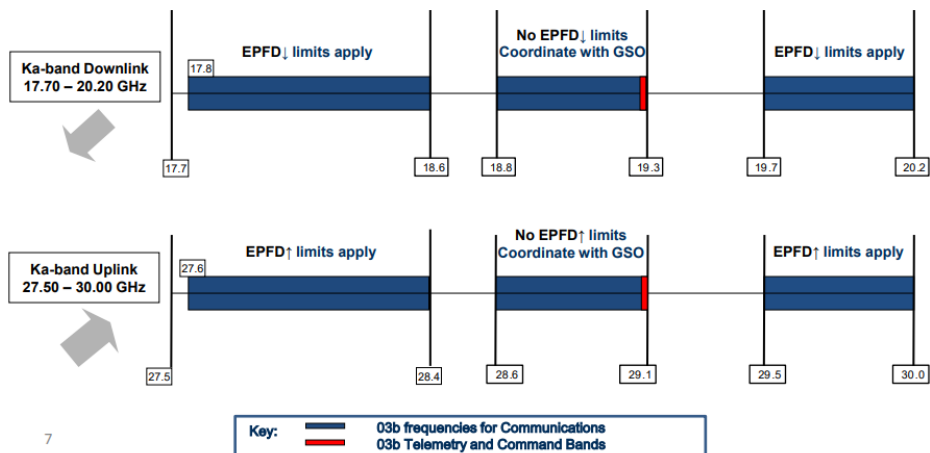 EPFD↓ limits apply
No EPFD↓ limits
Coordinate with GSO
EPFD↓ limits apply
Ka-band Downlink
17.70 – 20.20 GHz
17.8
17.7
18.6
18.8
19.3
19.7
20.2
EPFD↑ limits apply
No EPFD↑ limits
Coordinate with GSO
EPFD↑ limits apply
Ka-band Uplink
27.50 – 30.00 GHz
27.6
27.5
28.4
28.6
29.1
29.5
30.0
7
Key:
03b frequencies for Communications
03b Telemetry and Command Bands